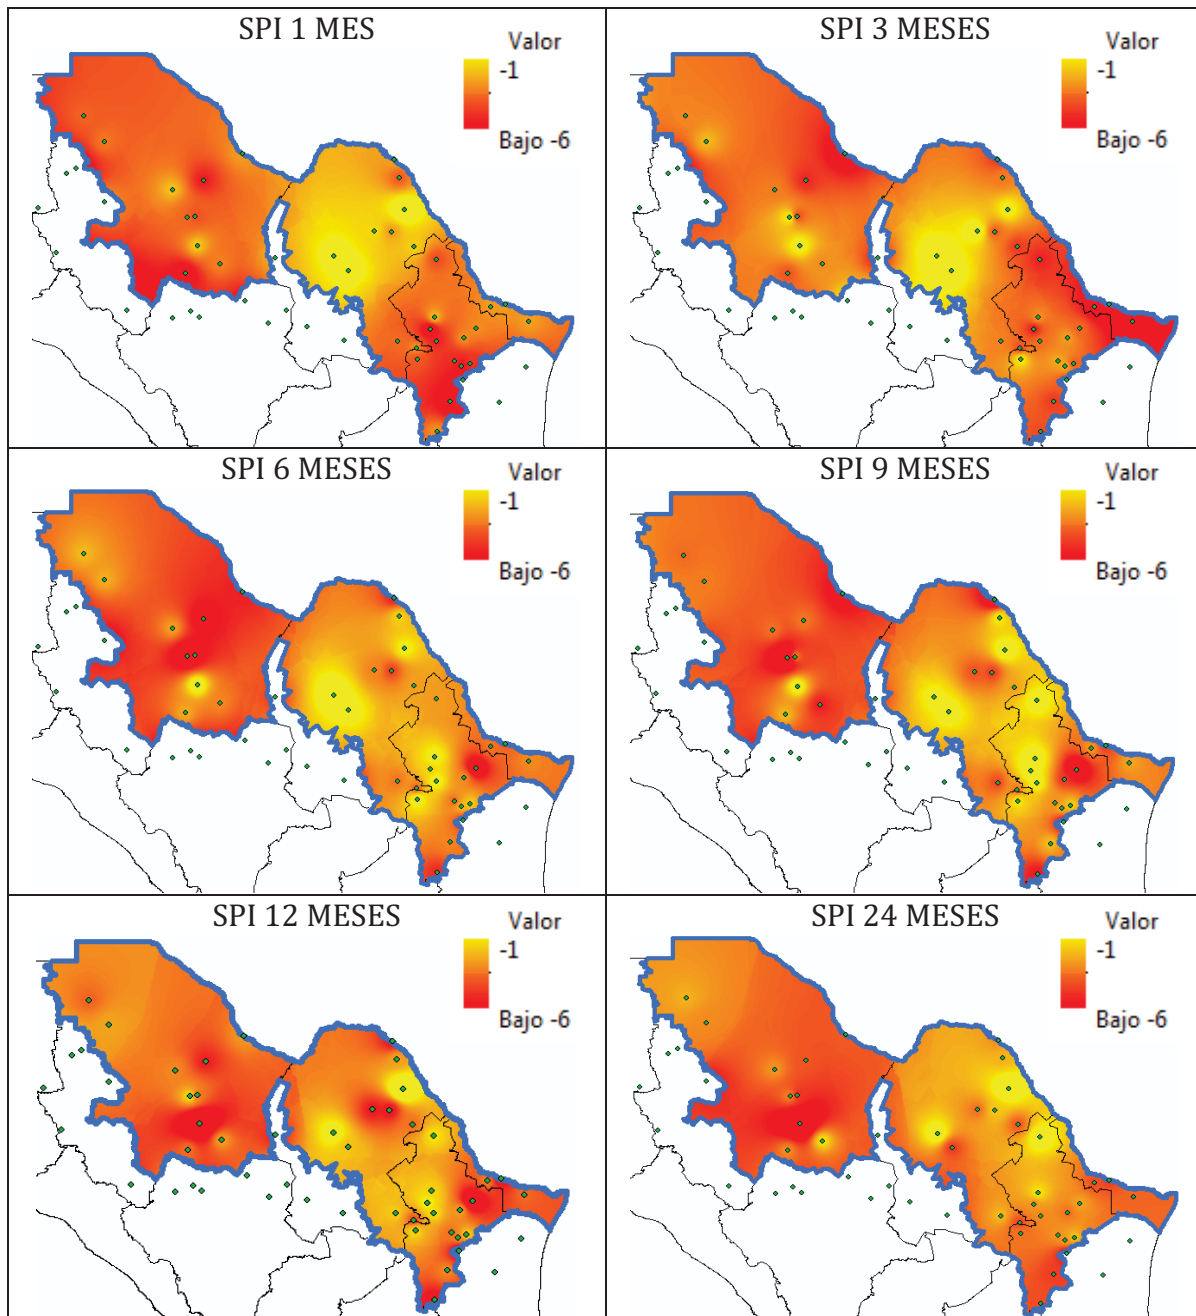 SPI 1 MES
Valor
-1
Bajo -6
SPI 3 MESES
Valor
-1
Bajo -6
SPI 6 MESES
Valor
-1
Bajo -6
SPI 9 MESES
Valor
-1
Bajo -6
SPI 12 MESES
Valor
-1
Bajo -6
SPI 24 MESES
Valor
-1
Bajo -6